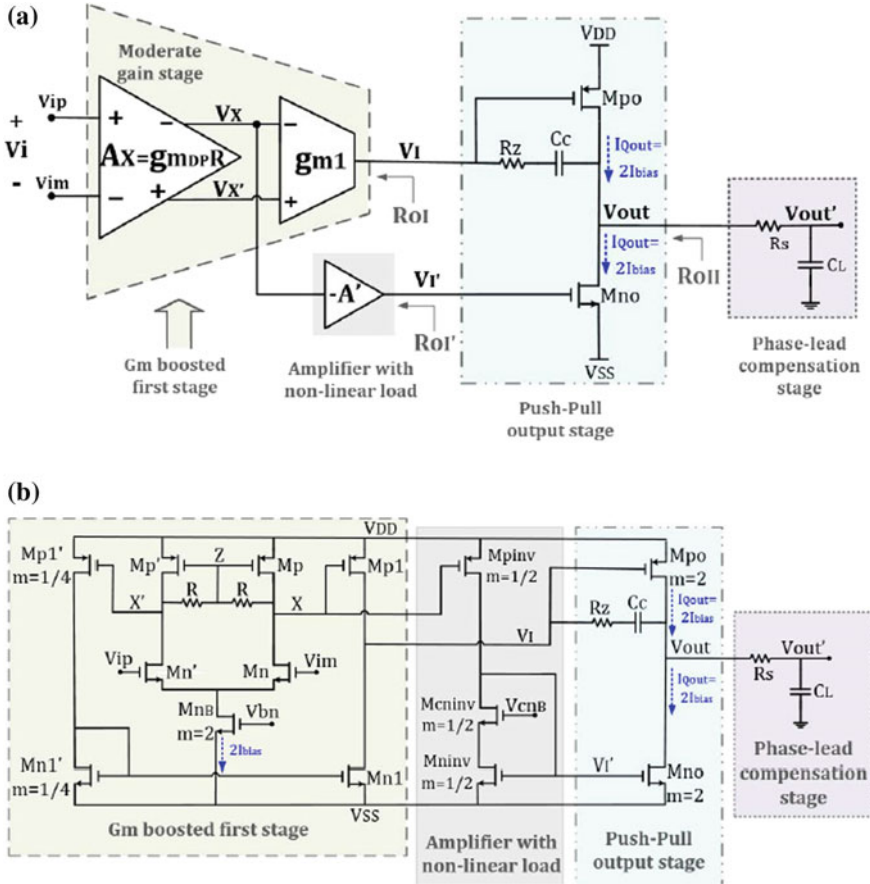 (a)
Moderate
gain stage
Vip
+
Vi
-
Vim
+
-
-
+
AX=gmDPR
VX
VX'
-
+
gm1
VI
RoI
-A'
VI'
RoI'
Gm boosted
first stage
Amplifier with
non-linear load
VDD
Mpo
Rz
Cc
IQout=
2Ibias
Vout
IQout=
2Ibias
Mno
VSS
RoII
Push-Pull
output stage
Vout'
Rs
CL
Phase-lead
compensation
stage
(b)
VDD
Mp1'
m=1/4
Mp'
Z
Mp
Mp1
R
R
X'
X
Vip
Mn'
Mn
Vim
MnB
m=2
Vbn
2Ibias
Mn1'
m=1/4
Mn1
VSS
Gm boosted first stage
Mpinv
m=1/2
VI
Mcninv
m=1/2
VcnB
Mninv
m=1/2
VI'
Amplifier with
non-linear load
Mpo
m=2
Rz
Cc
IQout=
2Ibias
Vout
IQout=
2Ibias
Mno
m=2
Push-Pull
output stage
Vout'
Rs
CL
Phase-lead
compensation
stage